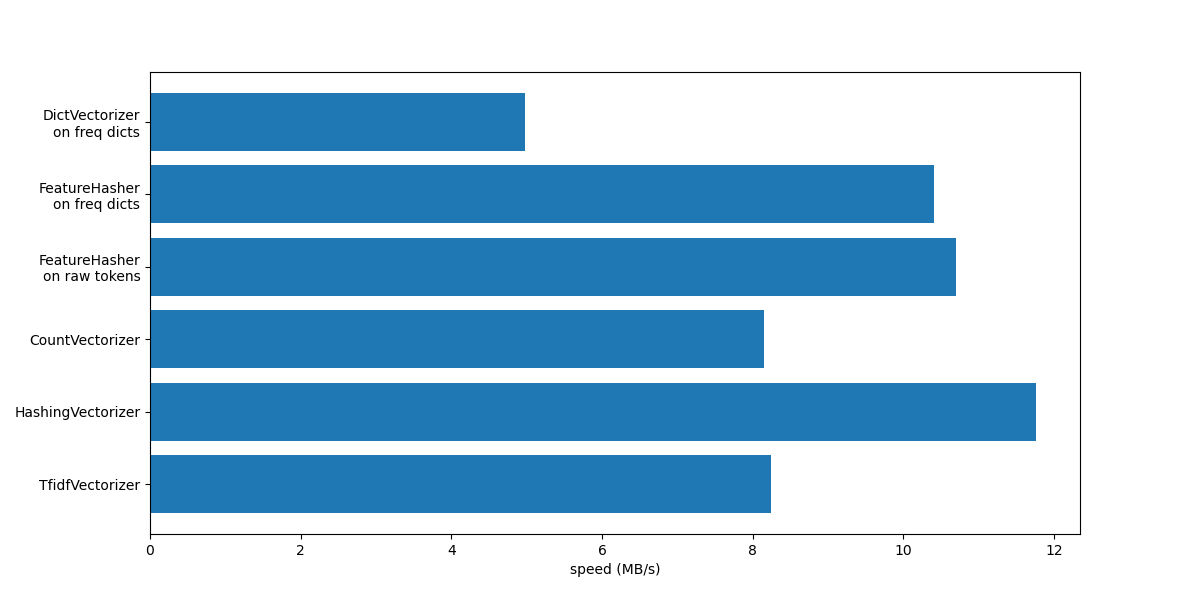 DictVectorizer
on freq dicts
FeatureHasher
on freq dicts
FeatureHasher
on raw tokens
CountVectorizer
HashingVectorizer
TfidfVectorizer
0 2 4 6 8 10 12
speed (MB/s)